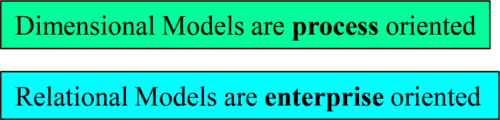 Dimensional Models are process oriented
Relational Models are enterprise oriented